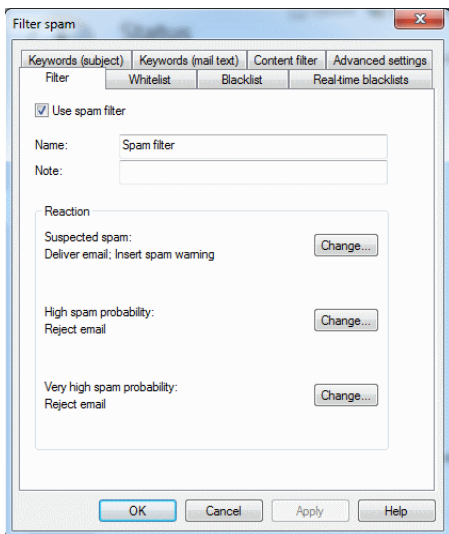 Status
Filter spam
Keywords (subject) Keywords (mail text) Content filter Advanced settings
Filter Whitelist Blacklist Real-time blacklists
Use spam filter
Name: Spam filter
Note:
Reaction
Suspected spam:
Deliver email; Insert spam warning
Change...
High spam probability:
Reject email
Change...
Very high spam probability:
Reject email
Change...
OK Cancel Apply Help